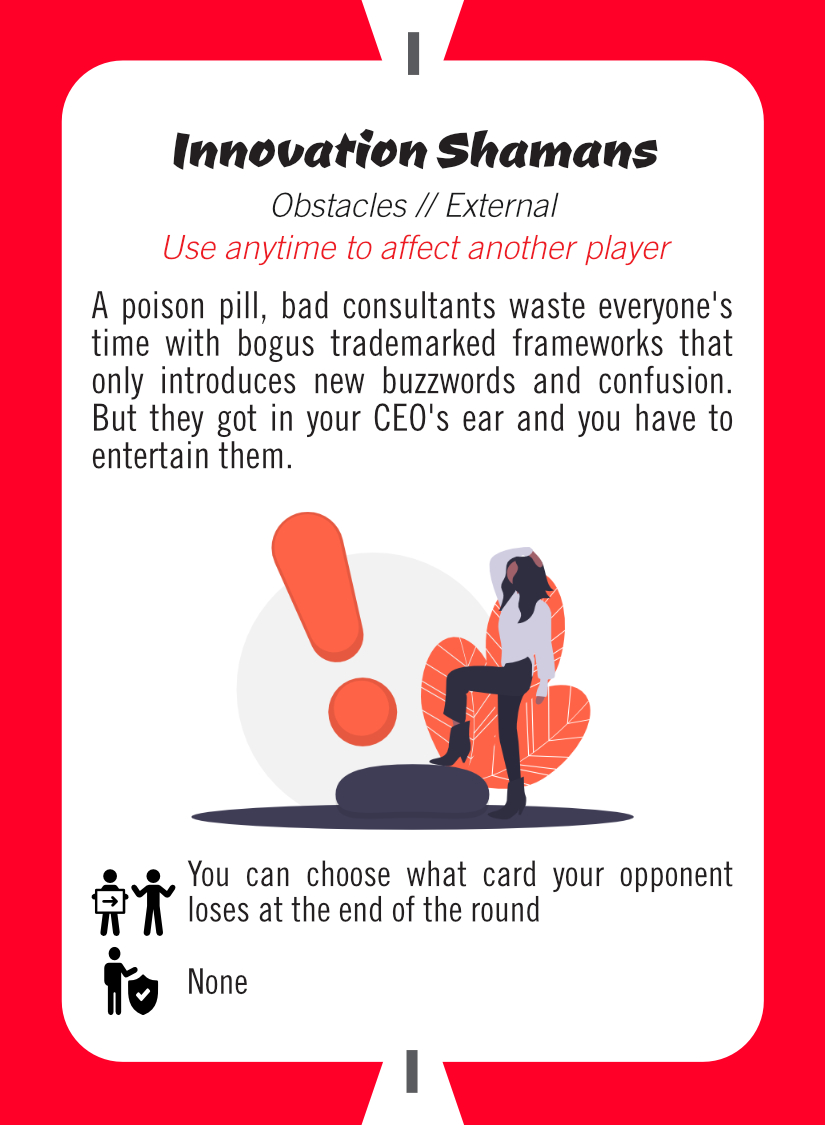 Innovation Shamans
Obstacles // External
Use anytime to affect another player
A poison pill, bad consultants waste everyone's
time with bogus trademarked frameworks that
only introduces new buzzwords and confusion.
But they got in your CEO's ear and you have to
entertain them.
You can choose what card your opponent
loses at the end of the round
None